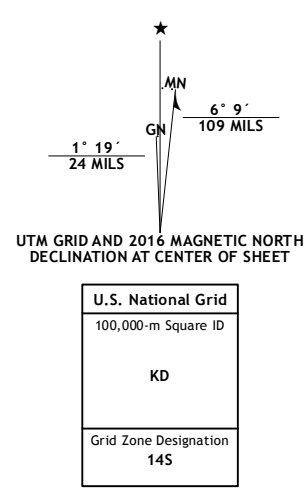 MN
6° 9´
109 MILS
GN
1° 19´
24 MILS
UTM GRID AND 2016 MAGNETIC NORTH
DECLINATION AT CENTER OF SHEET
U.S. National Grid
100,000-m Square ID
KD
Grid Zone Designation
14S